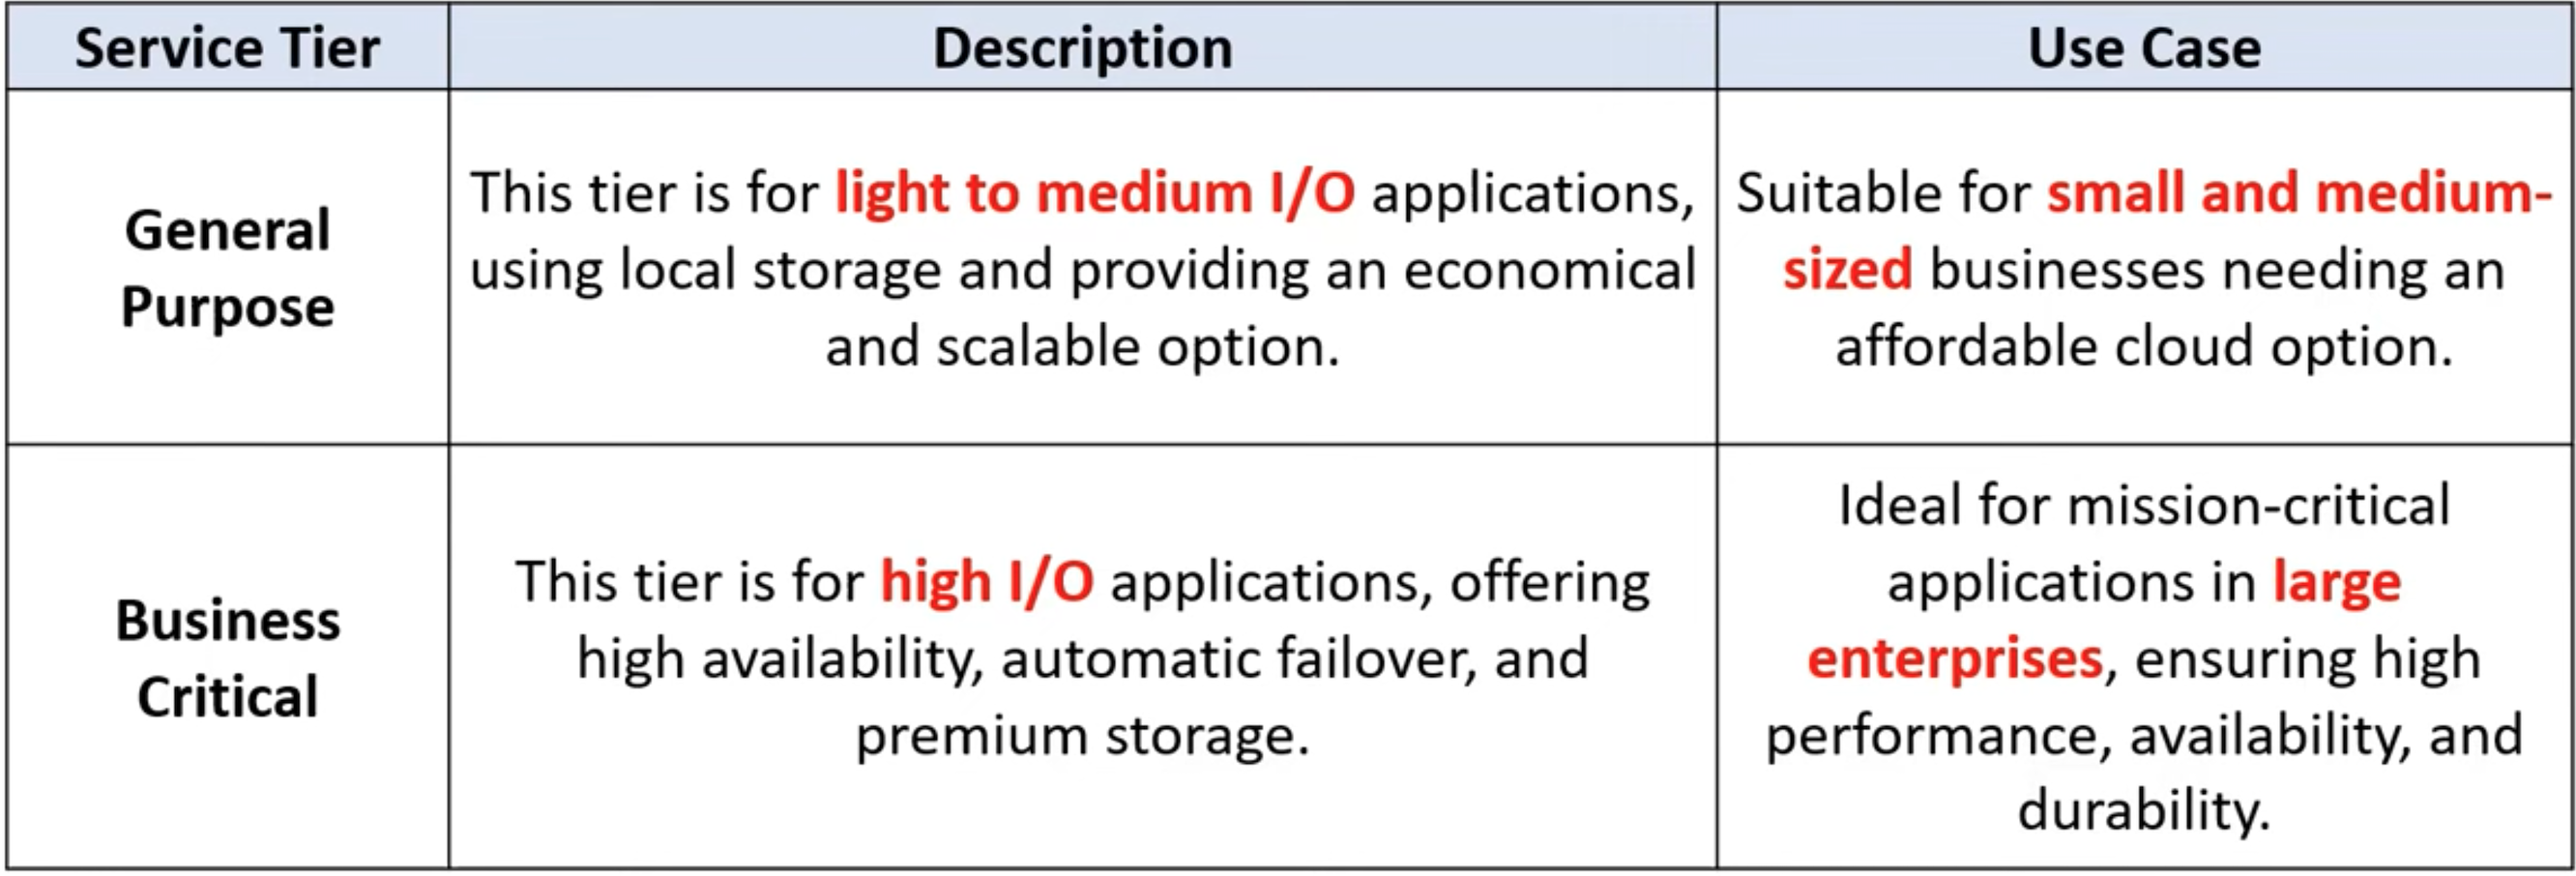 Service Tier
Description
Use Case
General
Purpose
This tier is for light to medium I/O applications,
using local storage and providing an economical
and scalable option.
Suitable for small and medium-
sized businesses needing an
affordable cloud option.
Business
Critical
This tier is for high I/O applications, offering
high availability, automatic failover, and
premium storage.
Ideal for mission-critical
applications in large
enterprises, ensuring high
performance, availability, and
durability.